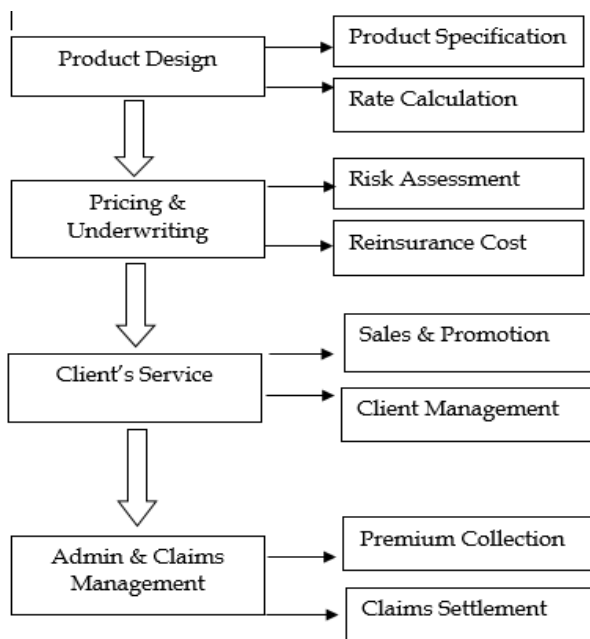 Product Design
Product Specification
Rate Calculation
Pricing &
Underwriting
Risk Assessment
Reinsurance Cost
Client's Service
Sales & Promotion
Client Management
Admin & Claims
Management
Premium Collection
Claims Settlement